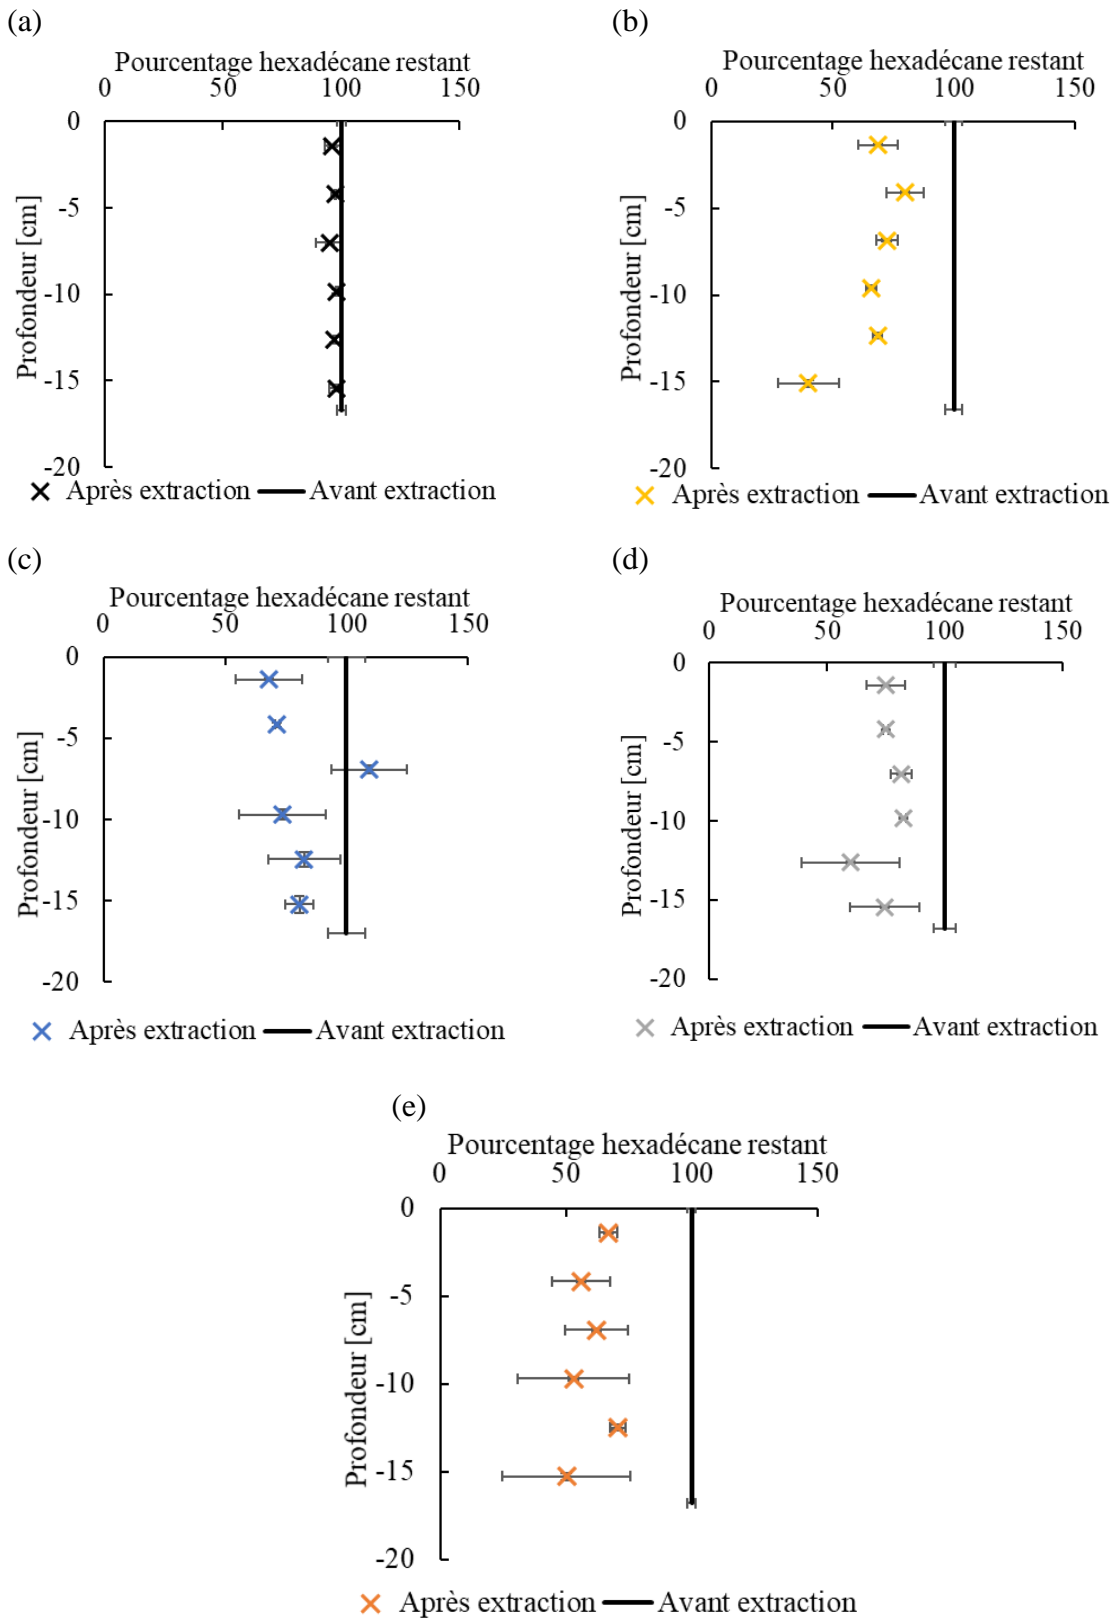 (a)
Pourcentage hexadécane restant
0 50 100 150
0
-5
-10
-15
-20
Profondeur [cm]
Après extraction Avant extraction
(b)
Pourcentage hexadécane restant
0 50 100 150
0
-5
-10
-15
-20
Profondeur [cm]
Après extraction Avant extraction
(c)
Pourcentage hexadécane restant
0 50 100 150
0
-5
-10
-15
-20
Profondeur [cm]
Après extraction Avant extraction
(d)
Pourcentage hexadécane restant
0 50 100 150
0
-5
-10
-15
-20
Profondeur [cm]
Après extraction Avant extraction
(e)
Pourcentage hexadécane restant
0 50 100 150
0
-5
-10
-15
-20
Profondeur [cm]
Après extraction Avant extraction